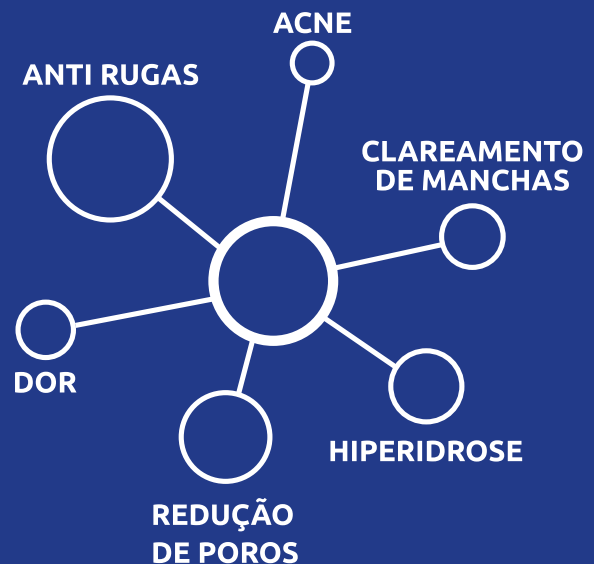 ACNE
ANTI RUGAS
CLAREAMENTO
DE MANCHAS
DOR
HIPERIDROSE
REDUÇÃO
DE POROS